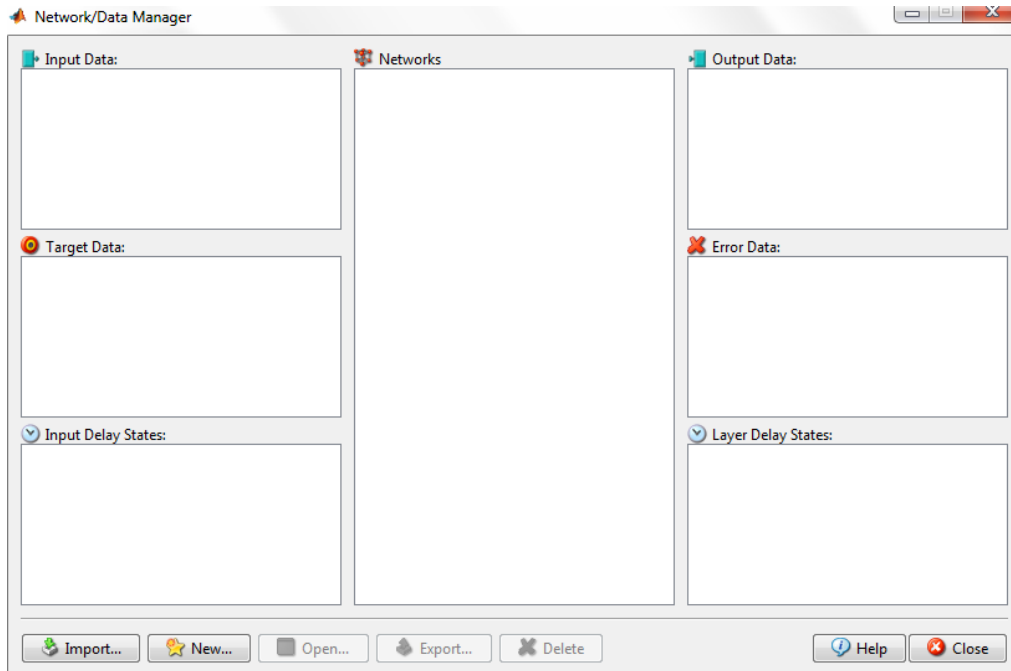 Network/Data Manager
Input Data:
Networks
Output Data:
Target Data:
Error Data:
Input Delay States:
Layer Delay States:
Import...
New...
Open...
Export...
Delete
Help
Close